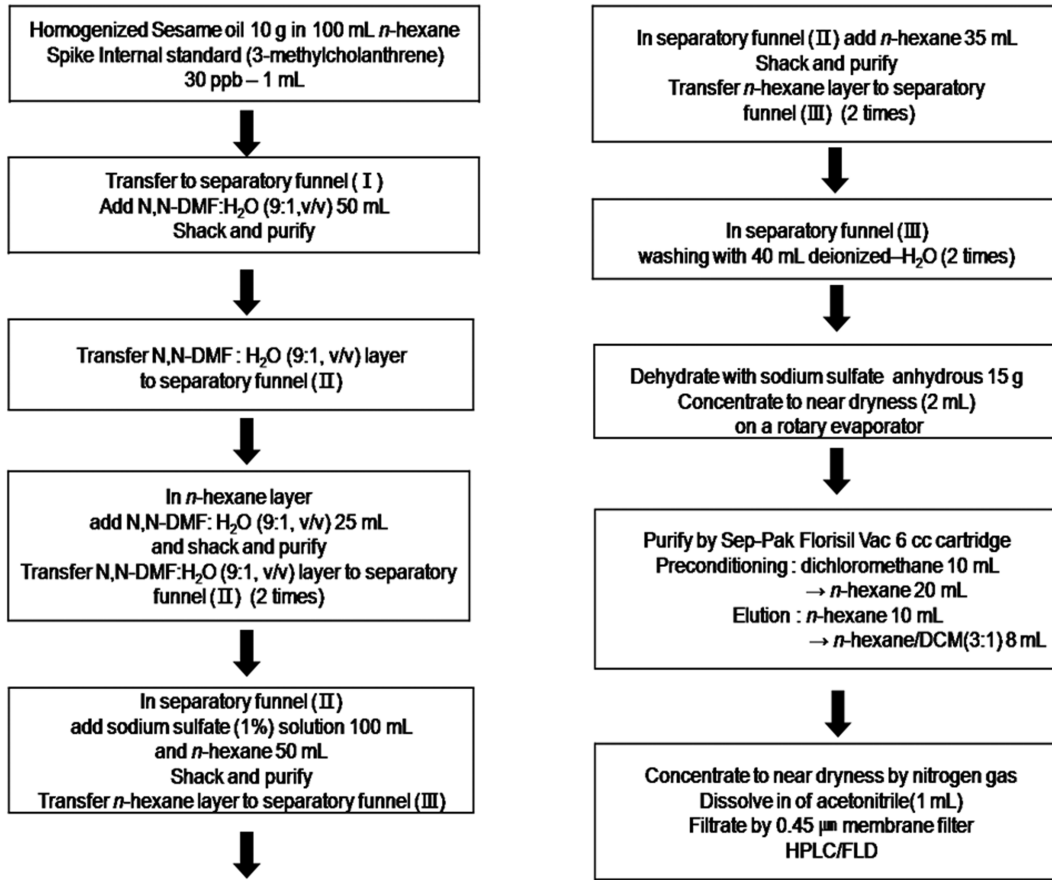 Homogenized Sesame oil 10 g in 100 mL n-hexane
Spike Internal standard (3-methylcholanthrene)
30 ppb – 1 mL
Transfer to separatory funnel (Ⅰ)
Add N,N-DMF:H₂O (9:1,v/v) 50 mL
Shack and purify
Transfer N,N-DMF : H₂O (9:1, v/v) layer
to separatory funnel (Ⅱ)
In n-hexane layer
add N,N-DMF: H₂O (9:1, v/v) 25 mL
and shack and purify
Transfer N,N-DMF:H₂O (9:1, v/v) layer to separatory
funnel (Ⅱ) (2 times)
In separatory funnel (Ⅱ)
add sodium sulfate (1%) solution 100 mL
and n-hexane 50 mL
Shack and purify
Transfer n-hexane layer to separatory funnel (Ⅲ)
In separatory funnel (Ⅱ) add n-hexane 35 mL
Shack and purify
Transfer n-hexane layer to separatory
funnel (Ⅲ) (2 times)
In separatory funnel (Ⅲ)
washing with 40 mL deionized–H₂O (2 times)
Dehydrate with sodium sulfate anhydrous 15 g
Concentrate to near dryness (2 mL)
on a rotary evaporator
Purify by Sep-Pak Florisil Vac 6 cc cartridge
Preconditioning : dichloromethane 10 mL
→ n-hexane 20 mL
Elution : n-hexane 10 mL
→ n-hexane/DCM(3:1) 8 mL
Concentrate to near dryness by nitrogen gas
Dissolve in of acetonitrile(1 mL)
Filtrate by 0.45 ㎛ membrane filter
HPLC/FLD